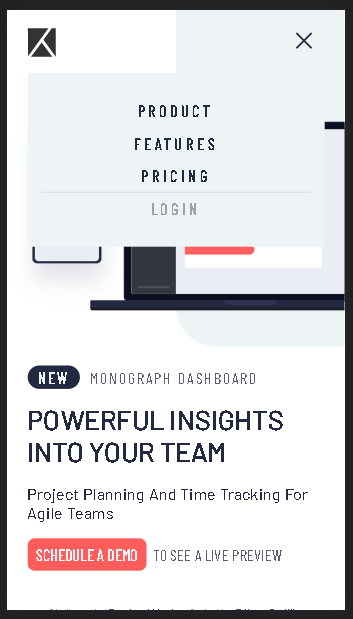 PRODUCT
FEATURES
PRICING
LOGIN
NEW MONOGRAPH DASHBOARD
POWERFUL INSIGHTS
INTO YOUR TEAM
Project Planning And Time Tracking For
Agile Teams
SCHEDULE A DEMO TO SEE A LIVE PREVIEW